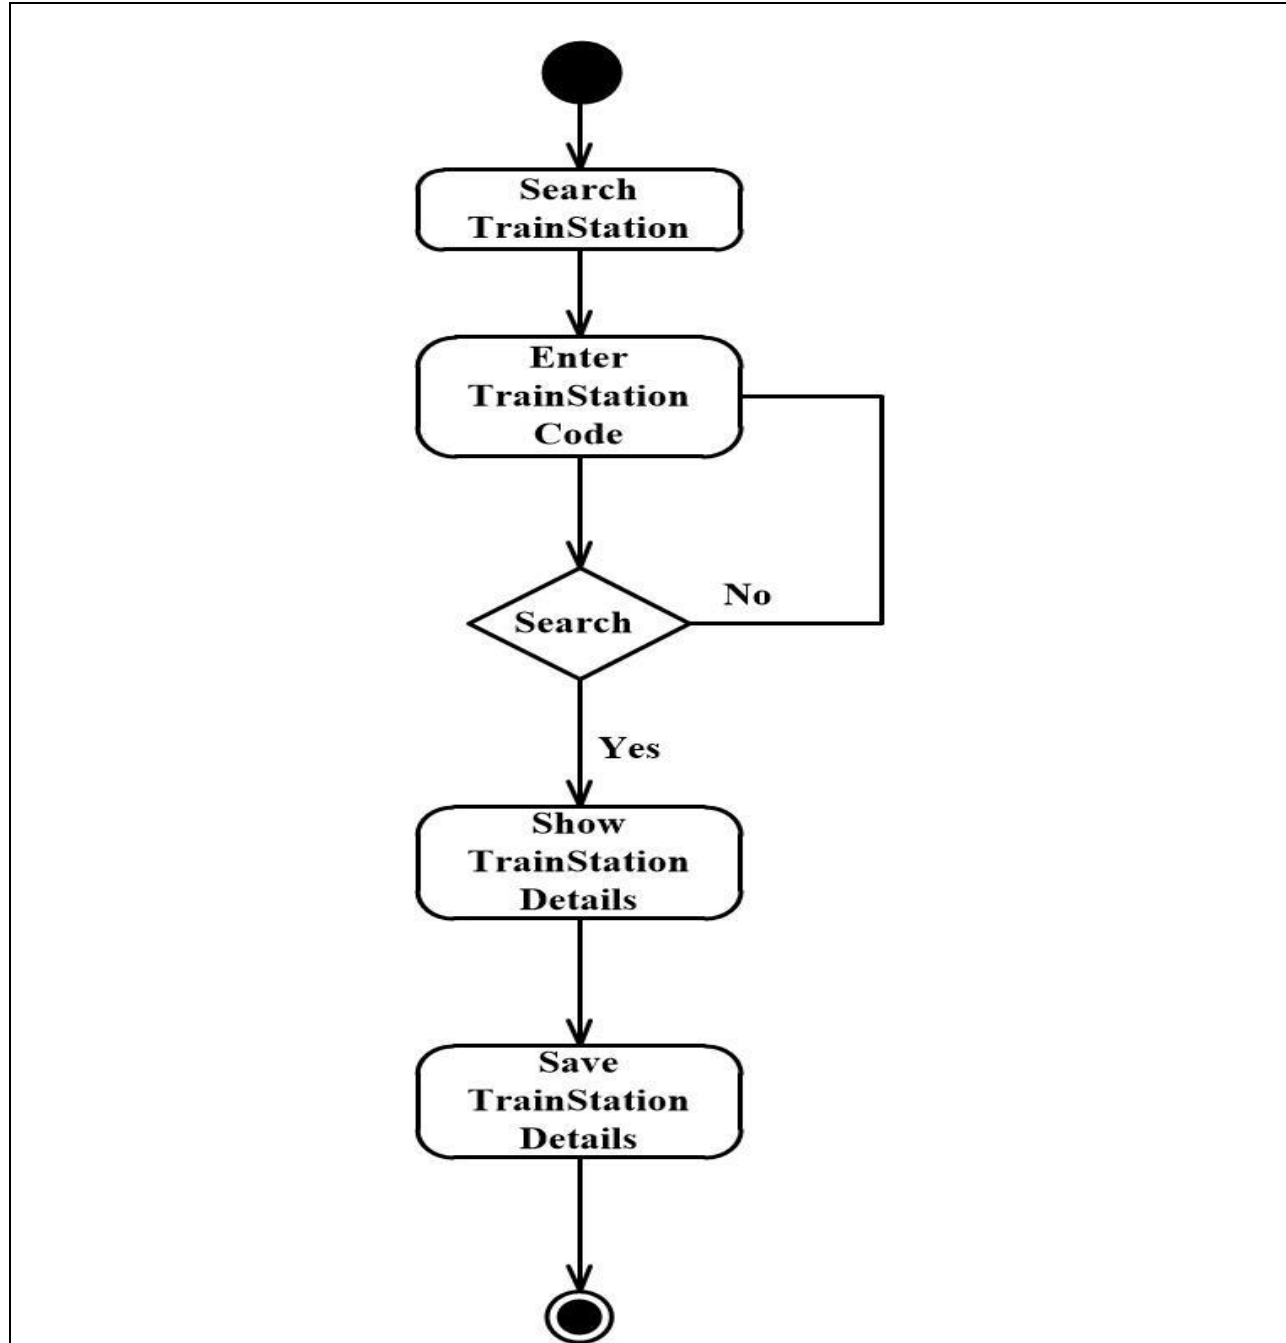 Search
TrainStation
Enter
TrainStation
Code
Search
No
Yes
Show
TrainStation
Details
Save
TrainStation
Details